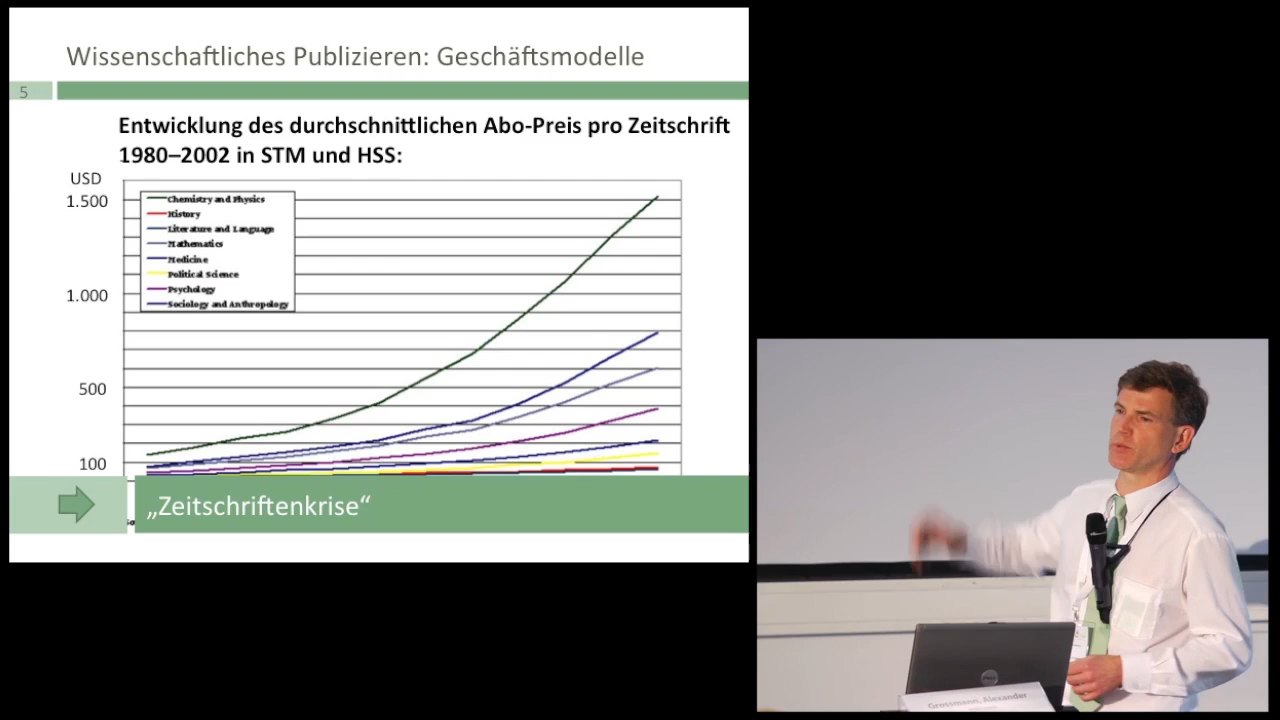 Wissenschaftliches Publizieren: Geschäftsmodelle
5
Entwicklung des durchschnittlichen Abo-Preis pro Zeitschrift
1980–2002 in STM und HSS:
USD
1.500
1.000
500
100
Chemistry and Physics
History
Literature and Language
Mathematics
Medicine
Political Science
Psychology
Sociology and Anthropology
„Zeitschriftenkrise“
Grossmann, Alexander